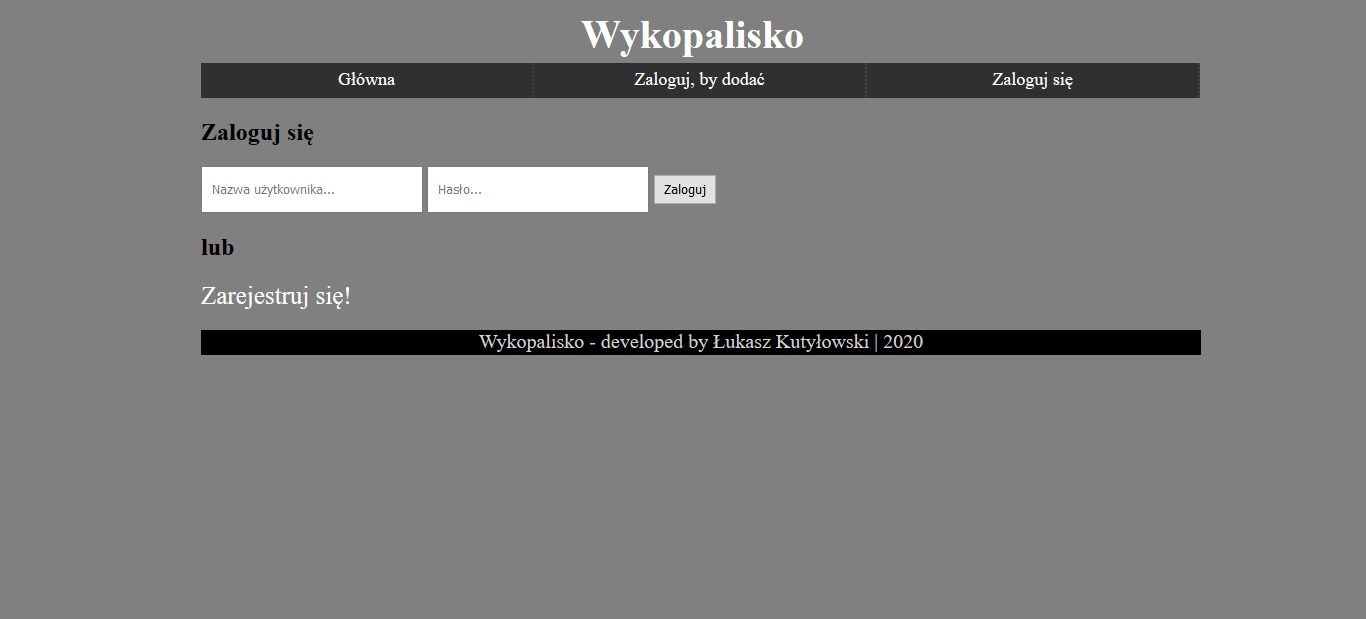 Wykopalisko
Główna
Zaloguj, by dodać
Zaloguj się
Zaloguj się
Nazwa użytkownika...
Hasło...
Zaloguj
lub
Zarejestruj się!
Wykopalisko - developed by Łukasz Kutyłowski | 2020